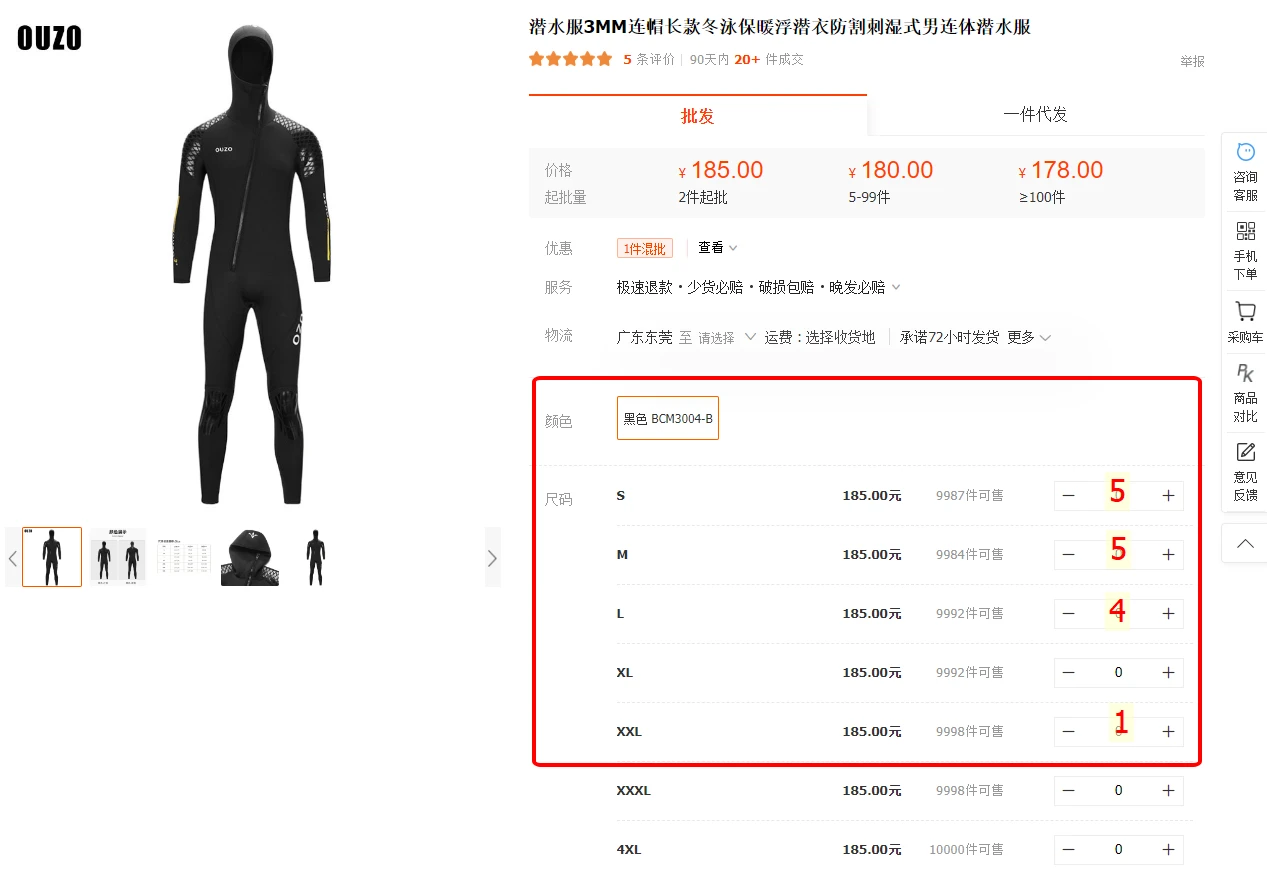 OUZO
OUZO
潜水服3MM连帽长款冬泳保暖浮潜衣防割刺湿式男连体潜水服
5 条评价 90天内 20+ 件成交
举报
批发
一件代发
价格 ¥ 185.00 ¥ 180.00 ¥ 178.00
起批量 2件起批 5-99件 ≥100件
优惠 1件混批 查看
服务 极速退款・少货必赔・破损包赔・晚发必赔
物流 广东东莞 至 请选择 运费：选择收货地 承诺72小时发货 更多
颜色 黑色 BCM3004-B
尺码 S 185.00元 9987件可售 5
M 185.00元 9984件可售 5
L 185.00元 9992件可售 4
XL 185.00元 9992件可售 0
XXL 185.00元 9998件可售 1
XXXL 185.00元 9998件可售 0
4XL 185.00元 10000件可售 0
咨询
客服
手机
下单
采购车
PK
商品
对比
意见
反馈